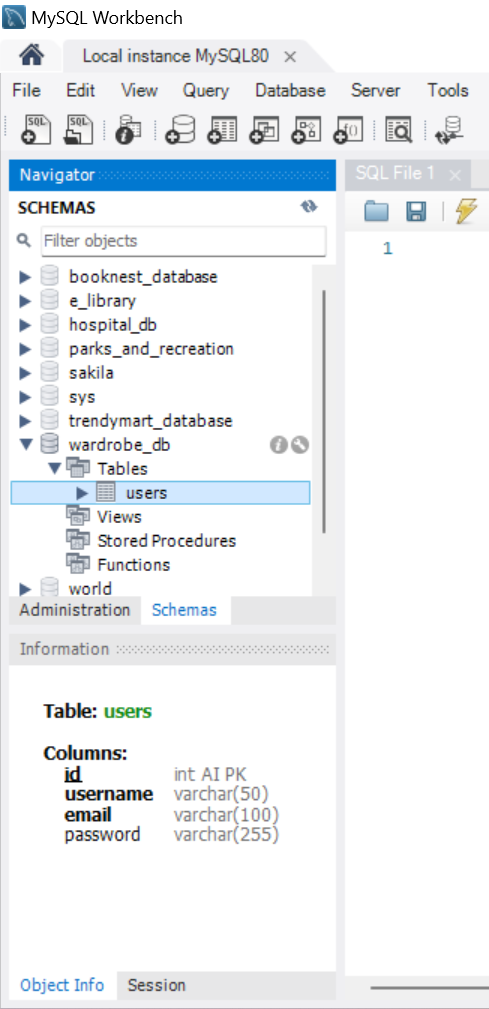 MySQL Workbench
Local instance MySQL80 ×
File Edit View Query Database Server Tools
SQL SQL
Navigator
SQL File 1 ×
SCHEMAS
Filter objects
1
booknest_database
e_library
hospital_db
parks_and_recreation
sakila
sys
trendymart_database
wardrobe_db
Tables
users
Views
Stored Procedures
Functions
world
Administration Schemas
Information
Table: users
Columns:
id int AI PK
username varchar(50)
email varchar(100)
password varchar(255)
Object Info Session